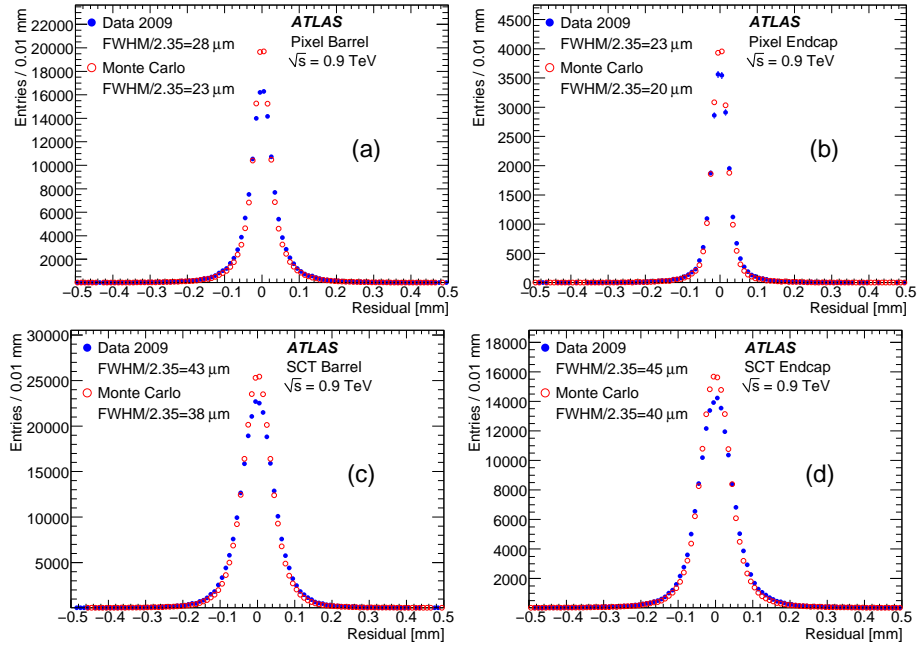 Entries / 0.01 mm
22000
20000
18000
16000
14000
12000
10000
8000
6000
4000
2000
Data 2009
FWHM/2.35=28 μm
Monte Carlo
FWHM/2.35=23 μm
ATLAS
Pixel Barrel
√s = 0.9 TeV
(a)
−0.5 −0.4 −0.3 −0.2 −0.1 0 0.1 0.2 0.3 0.4 0.5
Residual [mm]
Entries / 0.01 mm
4500
4000
3500
3000
2500
2000
1500
1000
500
0
Data 2009
FWHM/2.35=23 μm
Monte Carlo
FWHM/2.35=20 μm
ATLAS
Pixel Endcap
√s = 0.9 TeV
(b)
−0.5 −0.4 −0.3 −0.2 −0.1 0 0.1 0.2 0.3 0.4 0.5
Residual [mm]
Entries / 0.01 mm
30000
25000
20000
15000
10000
5000
Data 2009
FWHM/2.35=43 μm
Monte Carlo
FWHM/2.35=38 μm
ATLAS
SCT Barrel
√s = 0.9 TeV
(c)
−0.5 −0.4 −0.3 −0.2 −0.1 0 0.1 0.2 0.3 0.4 0.5
Residual [mm]
Entries / 0.01 mm
18000
16000
14000
12000
10000
8000
6000
4000
2000
Data 2009
FWHM/2.35=45 μm
Monte Carlo
FWHM/2.35=40 μm
ATLAS
SCT Endcap
√s = 0.9 TeV
(d)
−0.5 −0.4 −0.3 −0.2 −0.1 0 0.1 0.2 0.3 0.4 0.5
Residual [mm]